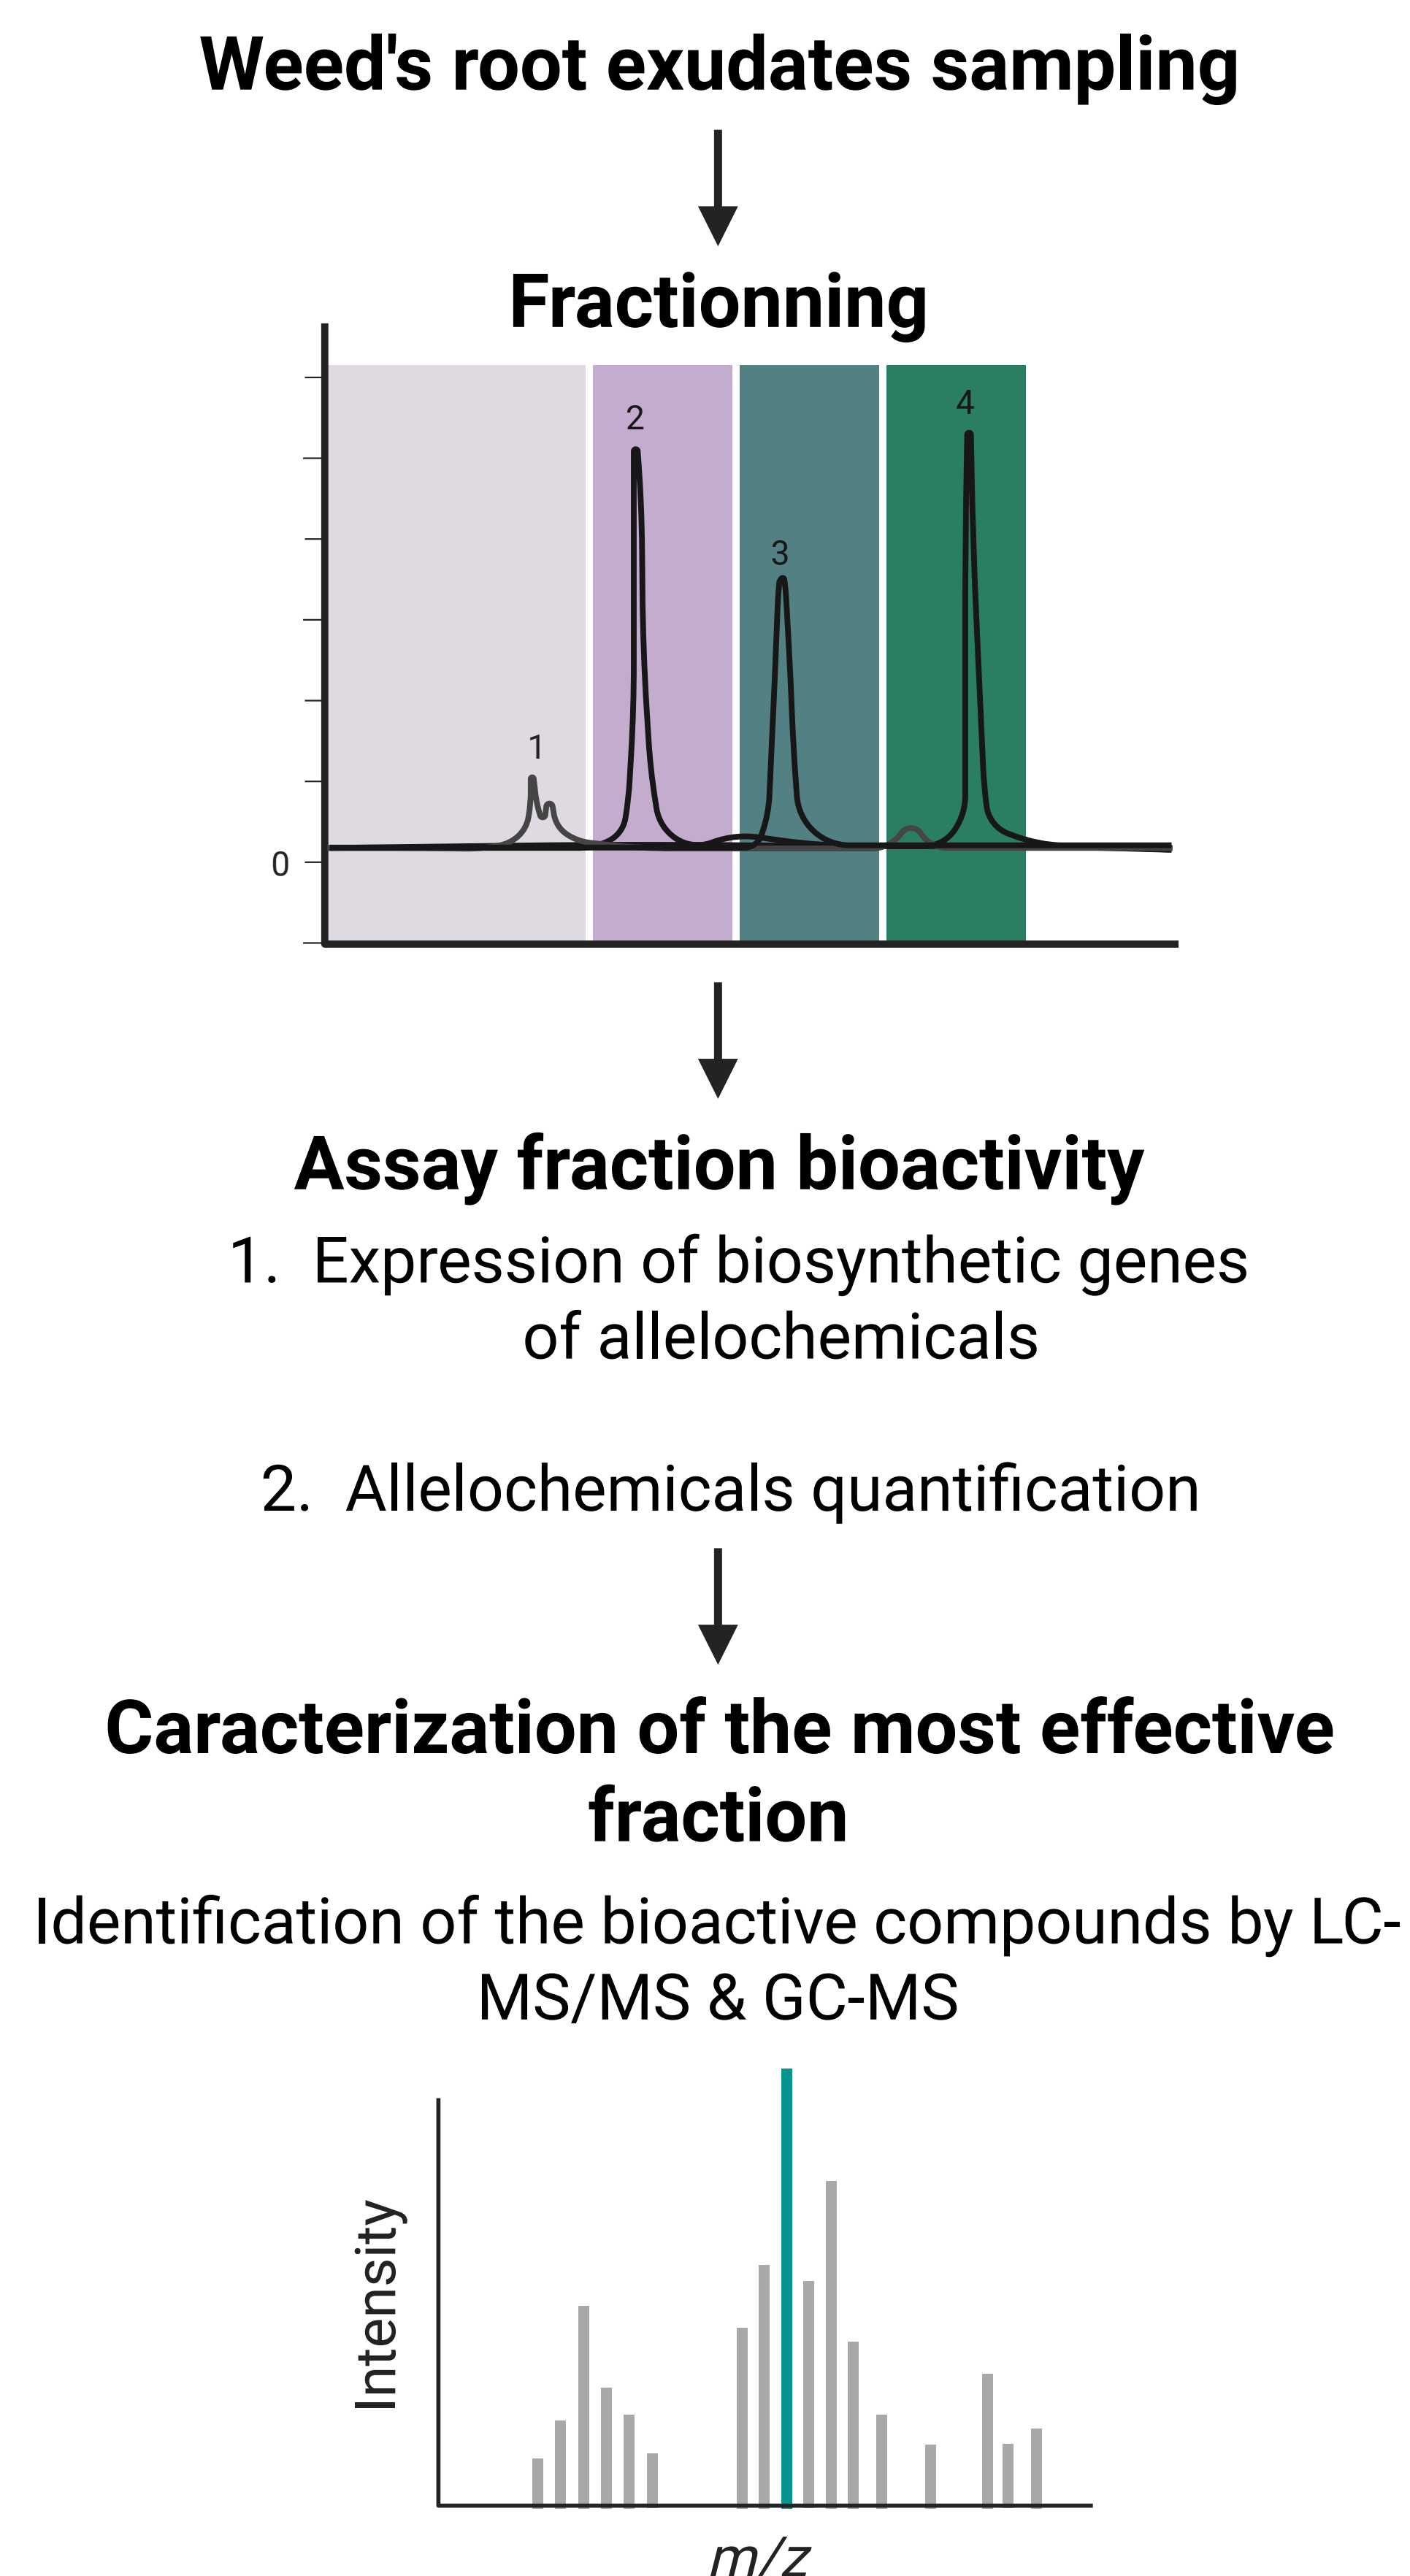 Weed's root exudates sampling
Fractionning
4
2
3
1
0
Assay fraction bioactivity
1. Expression of biosynthetic genes
of allelochemicals
2. Allelochemicals quantification
Caracterization of the most effective
fraction
Identification of the bioactive compounds by LC-
MS/MS & GC-MS
Intensity
m/z